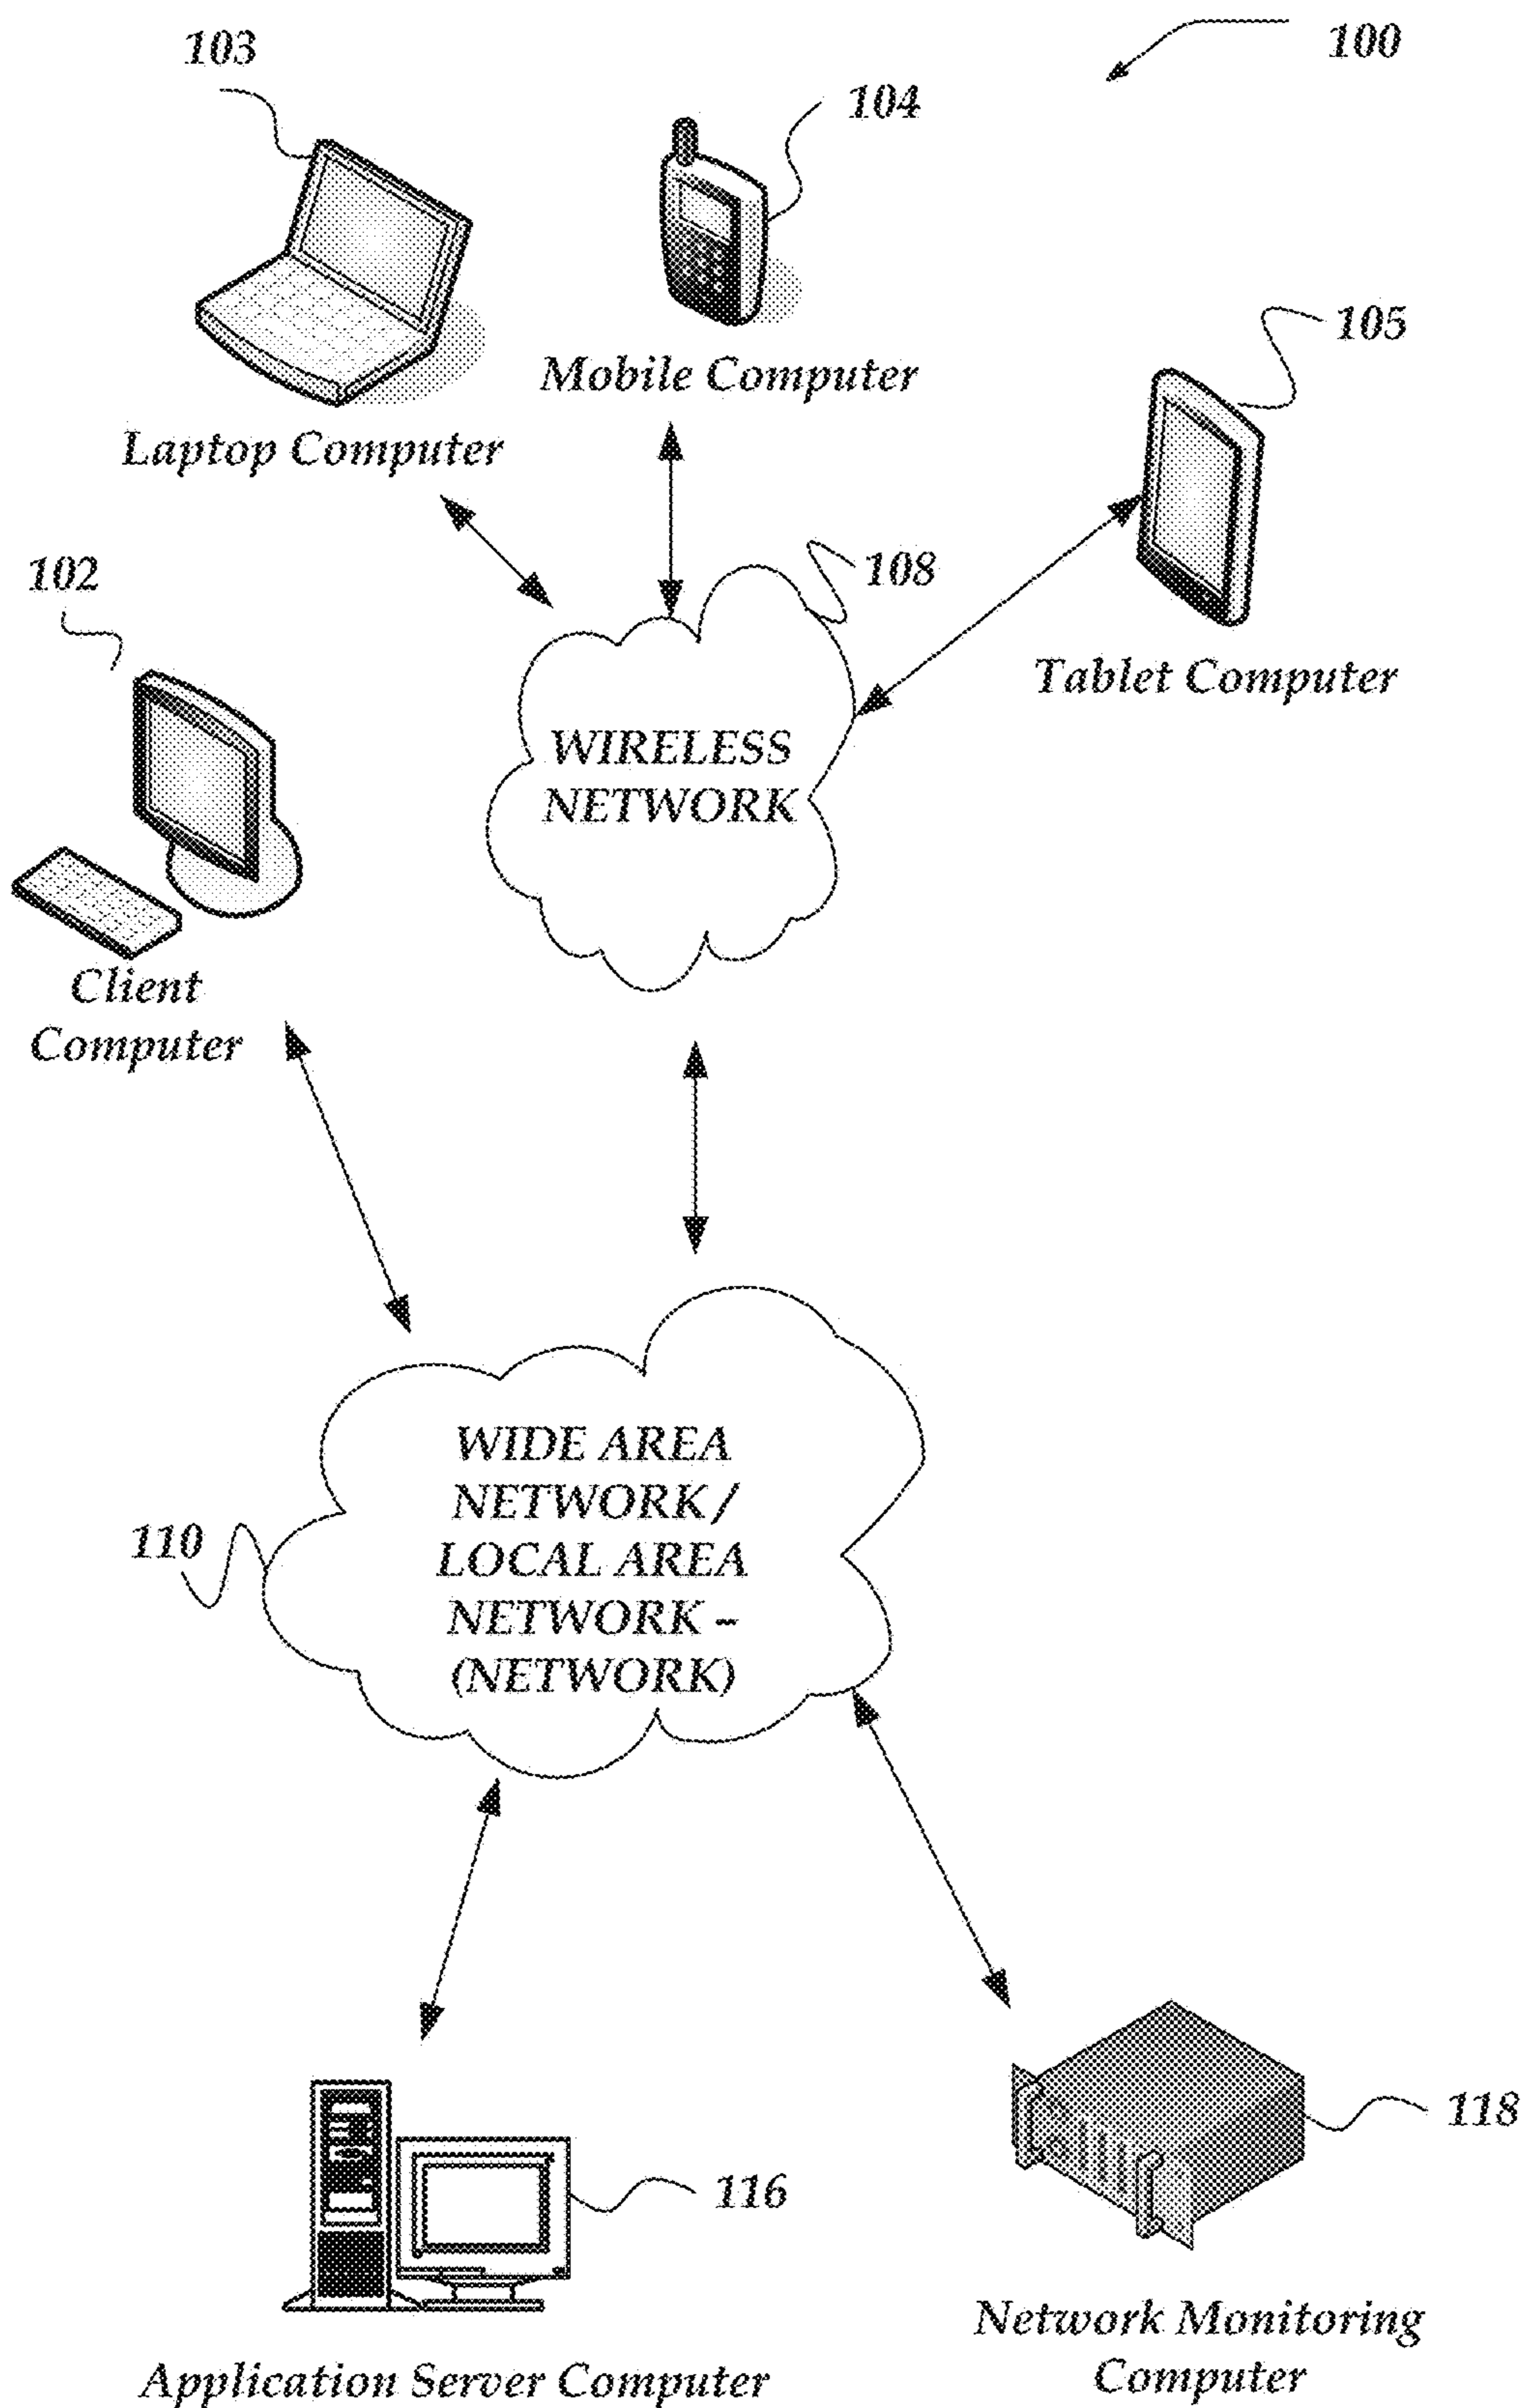 100
103
104
Mobile Computer
105
Laptop Computer
108
102
Tablet Computer
WIRELESS
NETWORK
Client
Computer
WIDE AREA
NETWORK /
LOCAL AREA
NETWORK –
(NETWORK)
110
118
116
Network Monitoring
Computer
Application Server Computer